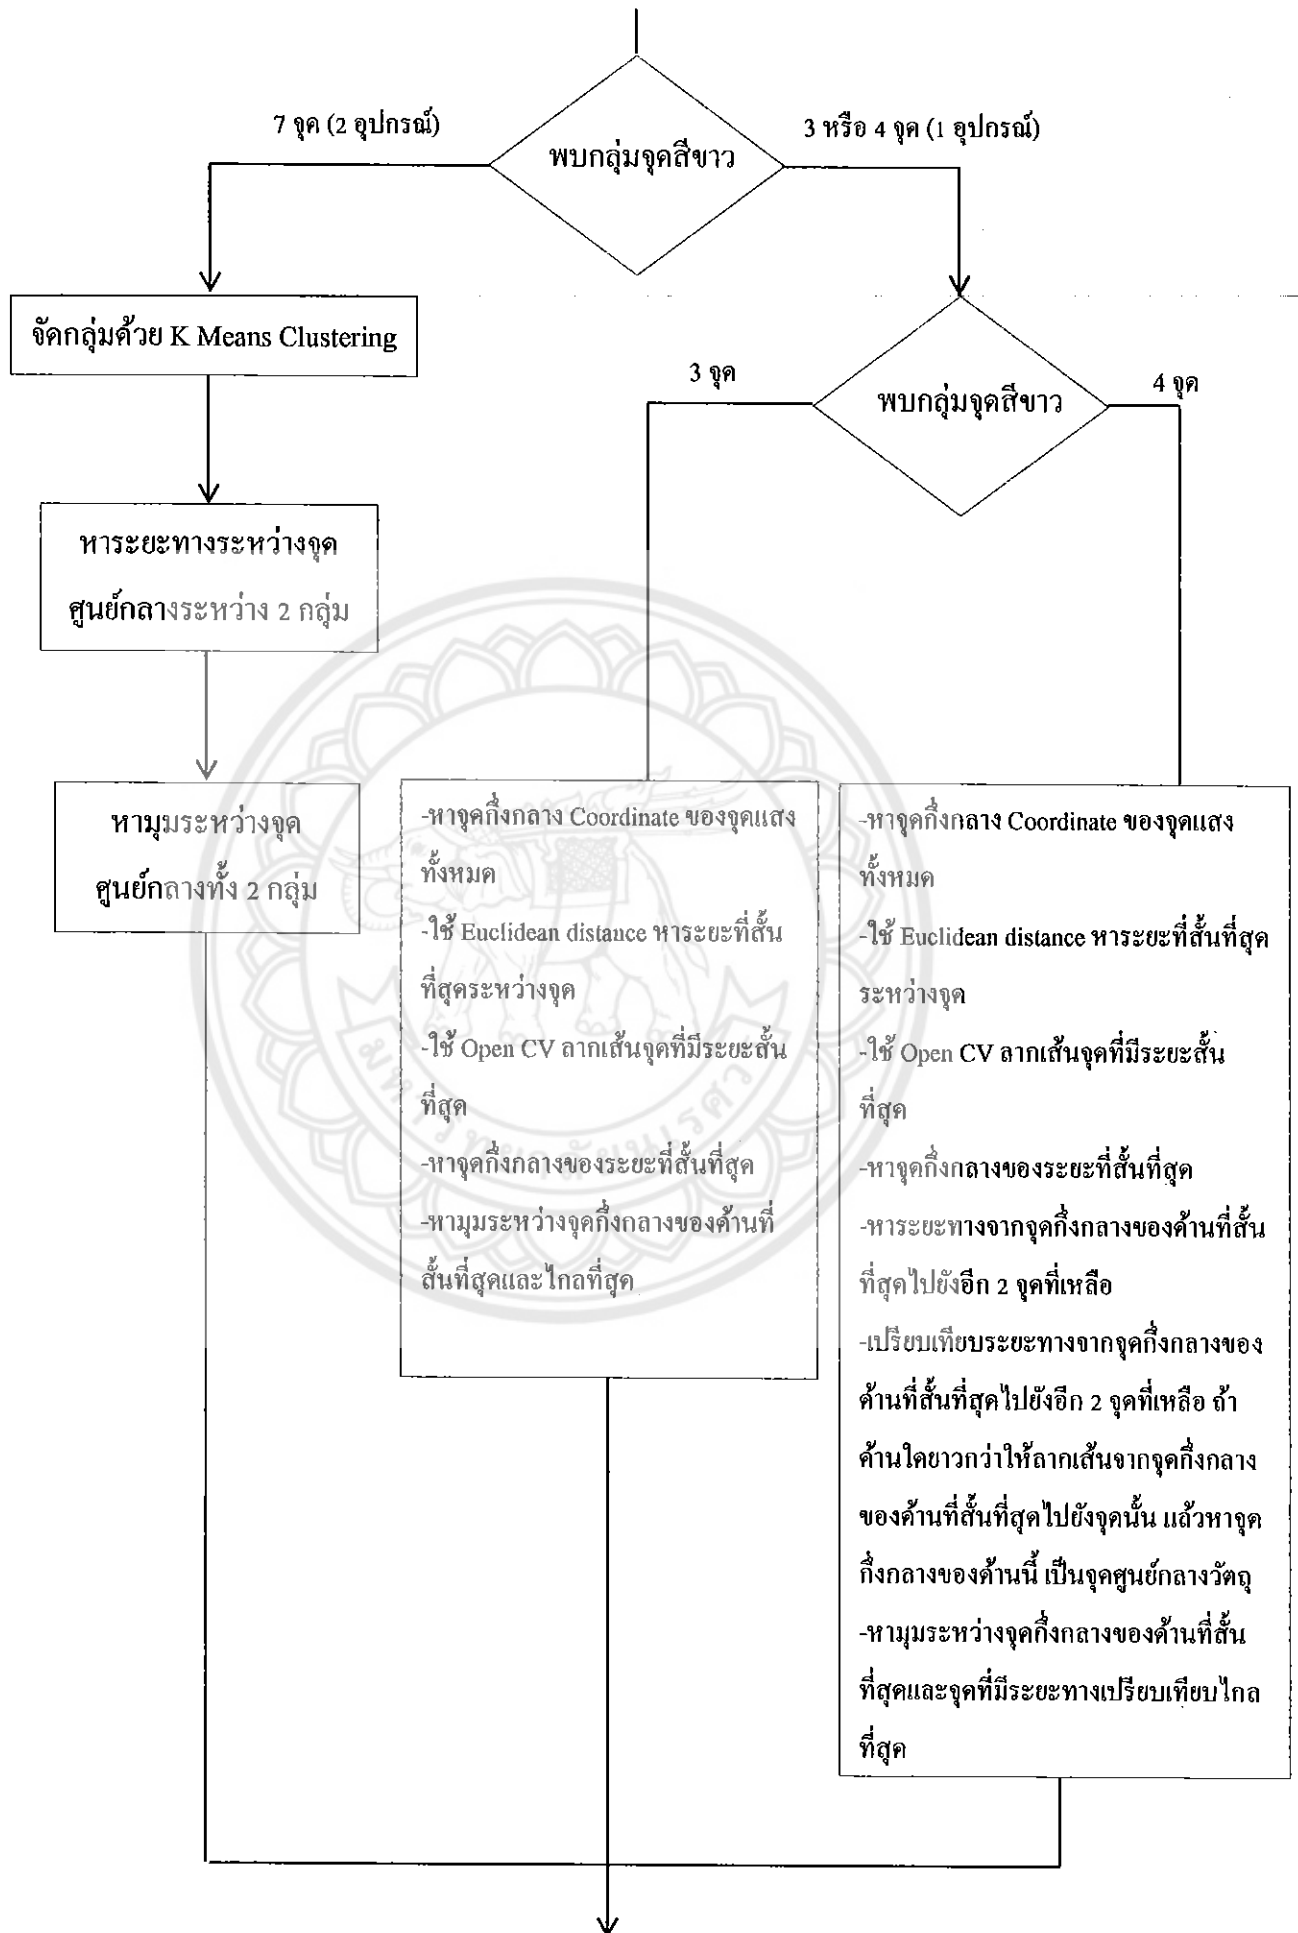 7 จุด (2 อุปกรณ์)
3 หรือ 4 จุด (1 อุปกรณ์)
พบกลุ่มจุดสีขาว
จัดกลุ่มด้วย K Means Clustering
3 จุด
4 จุด
พบกลุ่มจุดสีขาว
หาระยะทางระหว่างจุด
ศูนย์กลางระหว่าง 2 กลุ่ม
หามุมระหว่างจุด
ศูนย์กลางทั้ง 2 กลุ่ม
-หาจุดกึ่งกลาง Coordinate ของจุดแสง
ทั้งหมด
-ใช้ Euclidean distance หาระยะที่สั้น
ที่สุดระหว่างจุด
-ใช้ Open CV ลากเส้นจุดที่มีระยะสั้น
ที่สุด
-หาจุดกึ่งกลางของระยะที่สั้นที่สุด
-หามุมระหว่างจุดกึ่งกลางของด้านที่
สั้นที่สุดและไกลที่สุด
-หาจุดกึ่งกลาง Coordinate ของจุดแสง
ทั้งหมด
-ใช้ Euclidean distance หาระยะที่สั้นที่สุด
ระหว่างจุด
-ใช้ Open CV ลากเส้นจุดที่มีระยะสั้น
ที่สุด
-หาจุดกึ่งกลางของระยะที่สั้นที่สุด
-หาระยะทางจากจุดกึ่งกลางของด้านที่สั้น
ที่สุดไปยังอีก 2 จุดที่เหลือ
-เปรียบเทียบระยะทางจากจุดกึ่งกลางของ
ด้านที่สั้นที่สุดไปยังอีก 2 จุดที่เหลือ ถ้า
ด้านใดยาวกว่าให้ลากเส้นจากจุดกึ่งกลาง
ของด้านที่สั้นที่สุดไปยังจุดนั้น แล้วหาจุด
กึ่งกลางของด้านนี้ เป็นจุดศูนย์กลางวัตถุ
-หามุมระหว่างจุดกึ่งกลางของด้านที่สั้น
ที่สุดและจุดที่มีระยะทางเปรียบเทียบไกล
ที่สุด
มหาวิทยาลัยนเรศวร